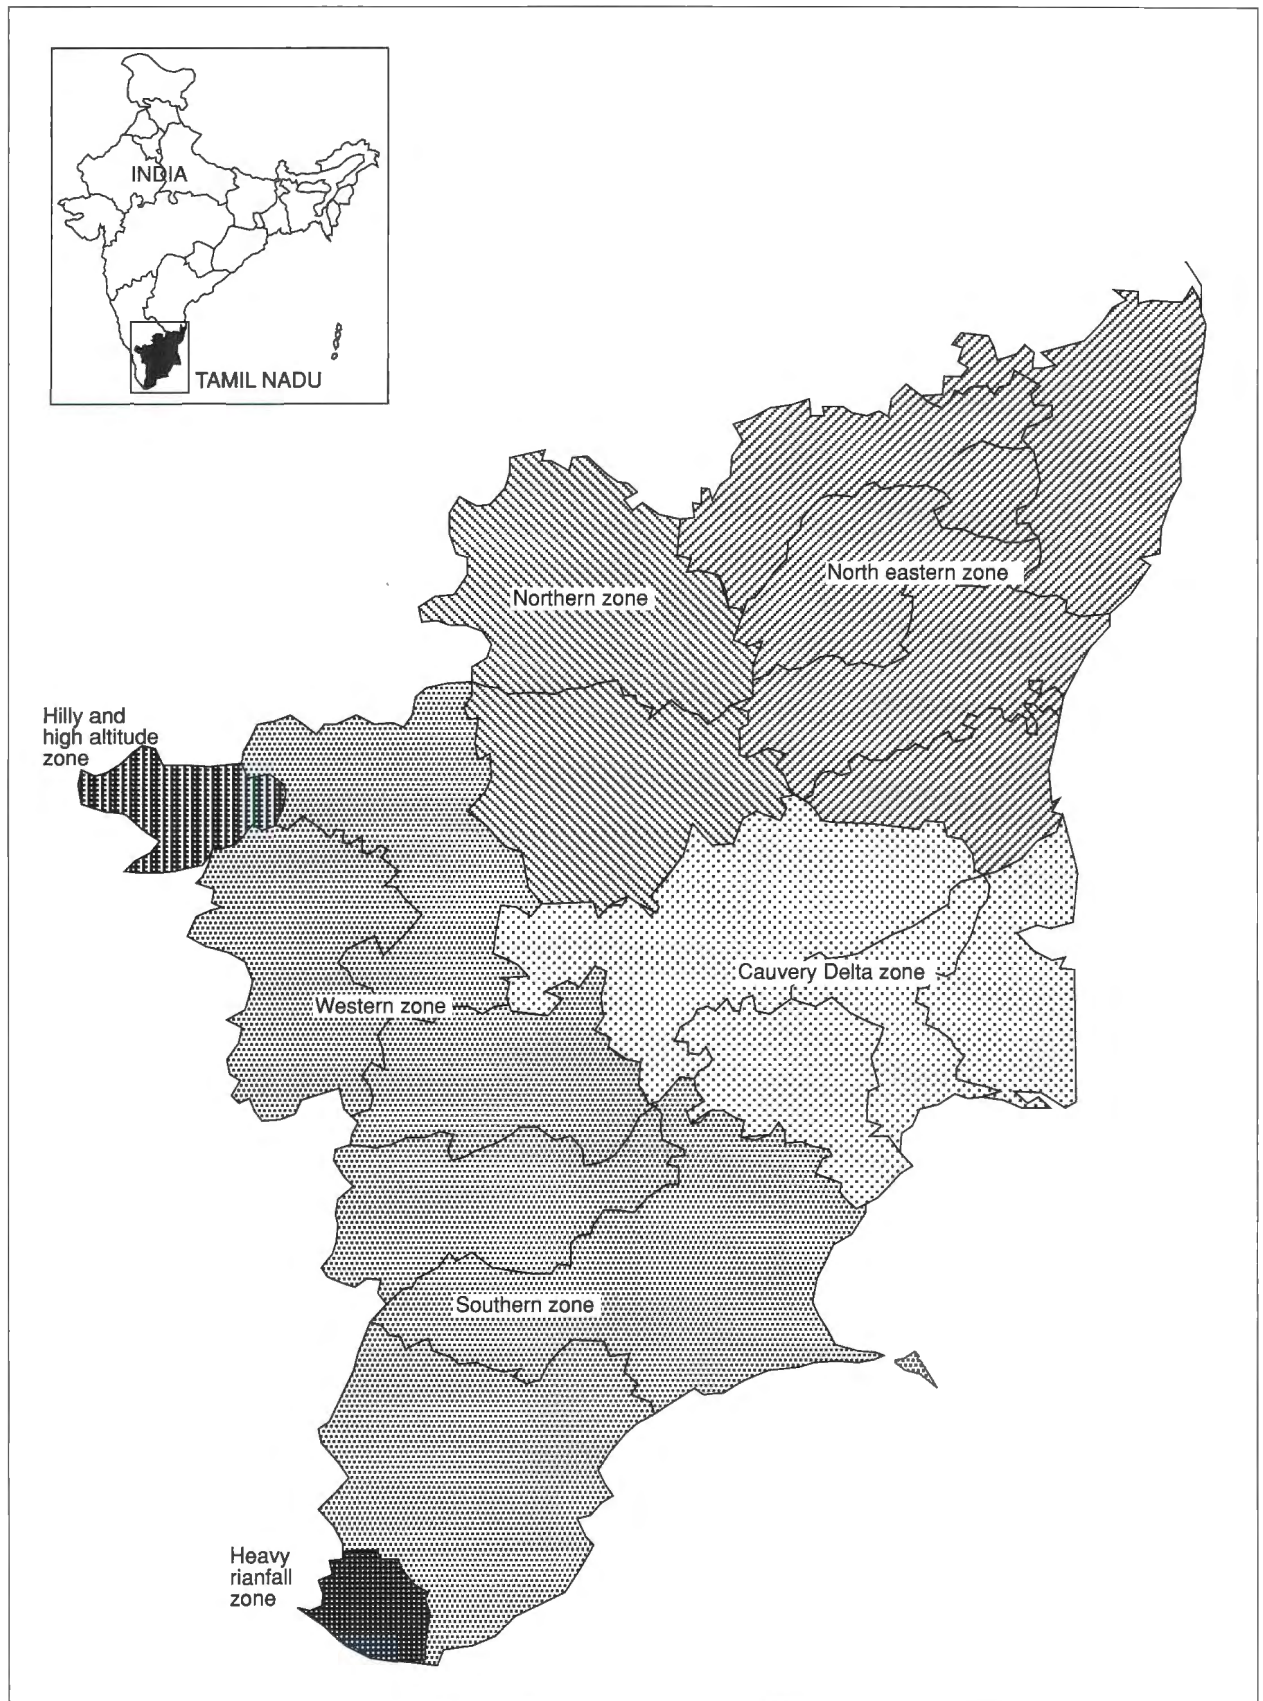 INDIA
TAMIL NADU
North eastern zone
Northern zone
Hilly and
high altitude
zone
Cauvery Delta zone
Western zone
Southern zone
Heavy
rianfall
zone